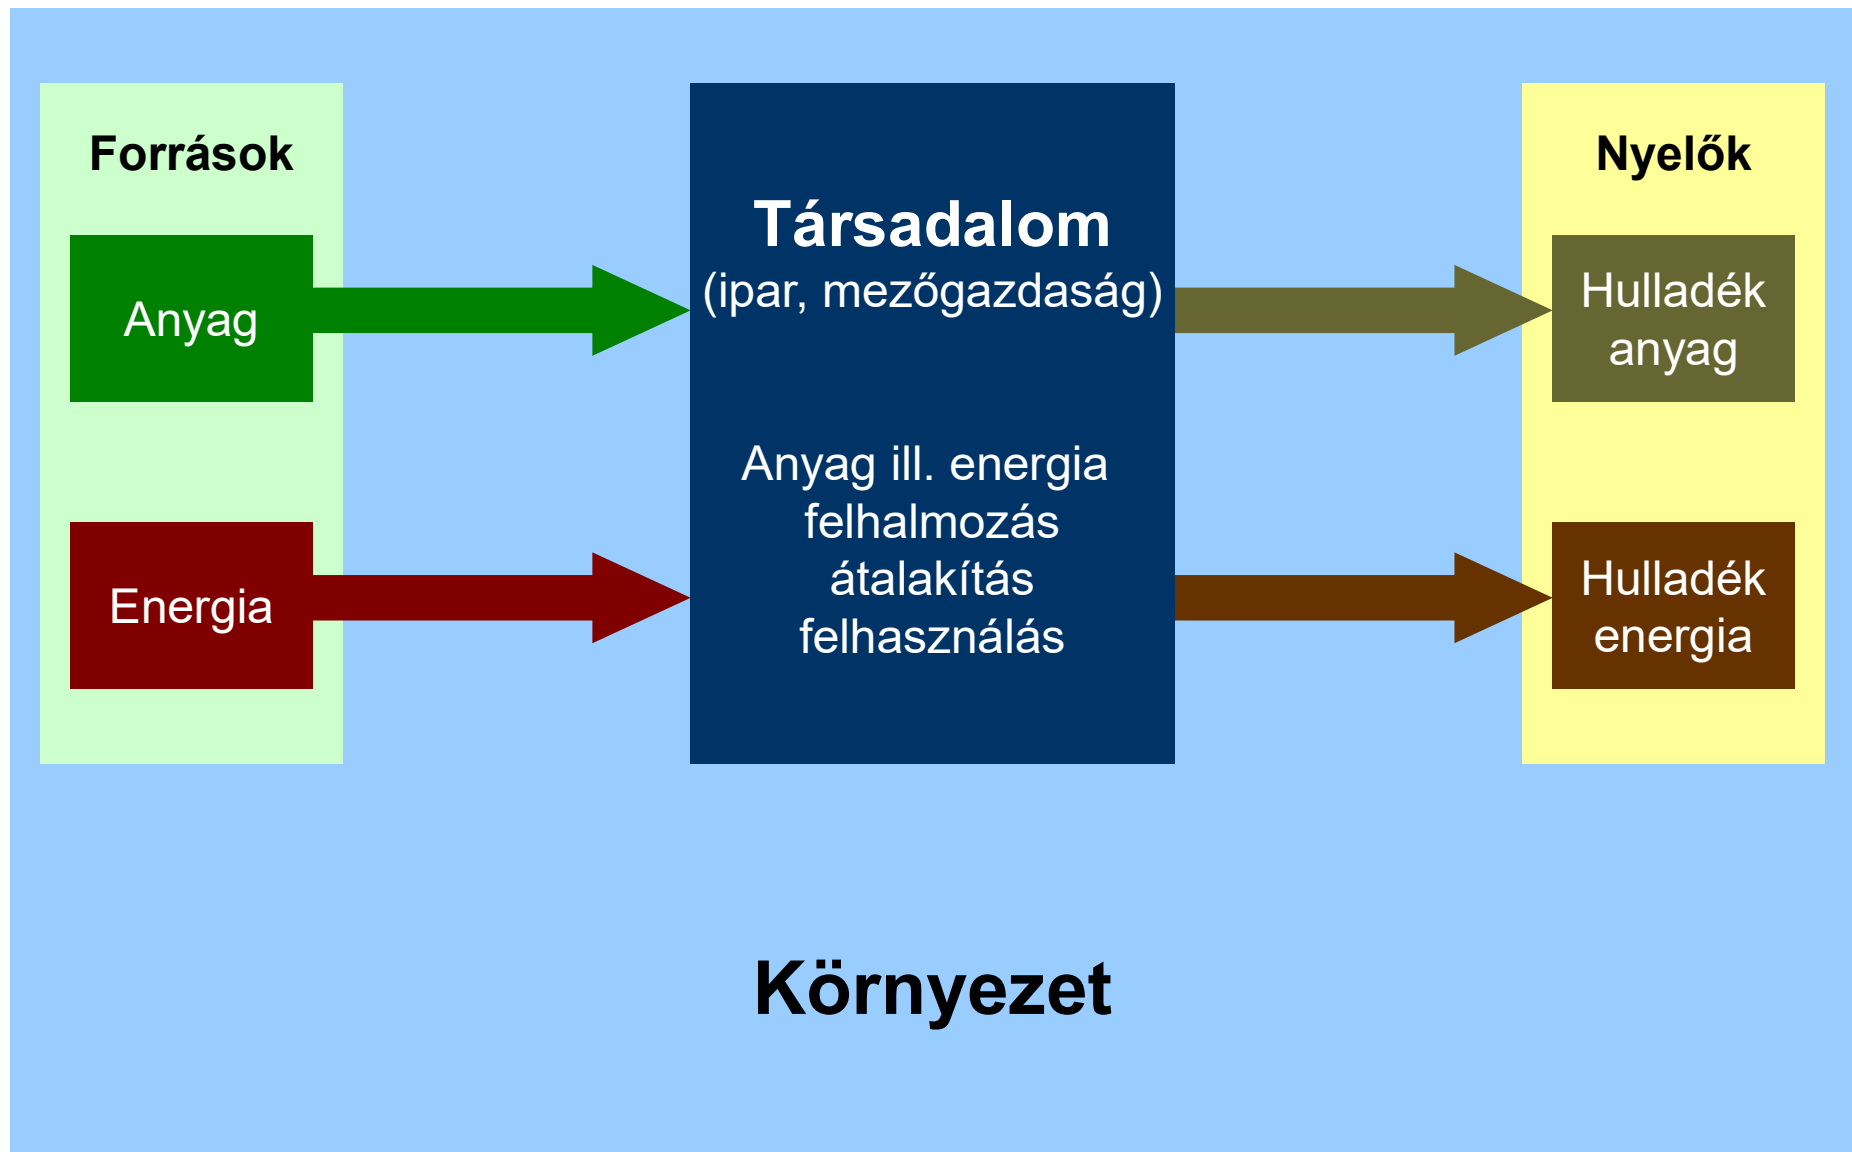 Források
Anyag
Energia
Társadalom
(ipar, mezőgazdaság)
Anyag ill. energia
felhalmozás
átalakítás
felhasználás
Nyelők
Hulladék
anyag
Hulladék
energia
Környezet